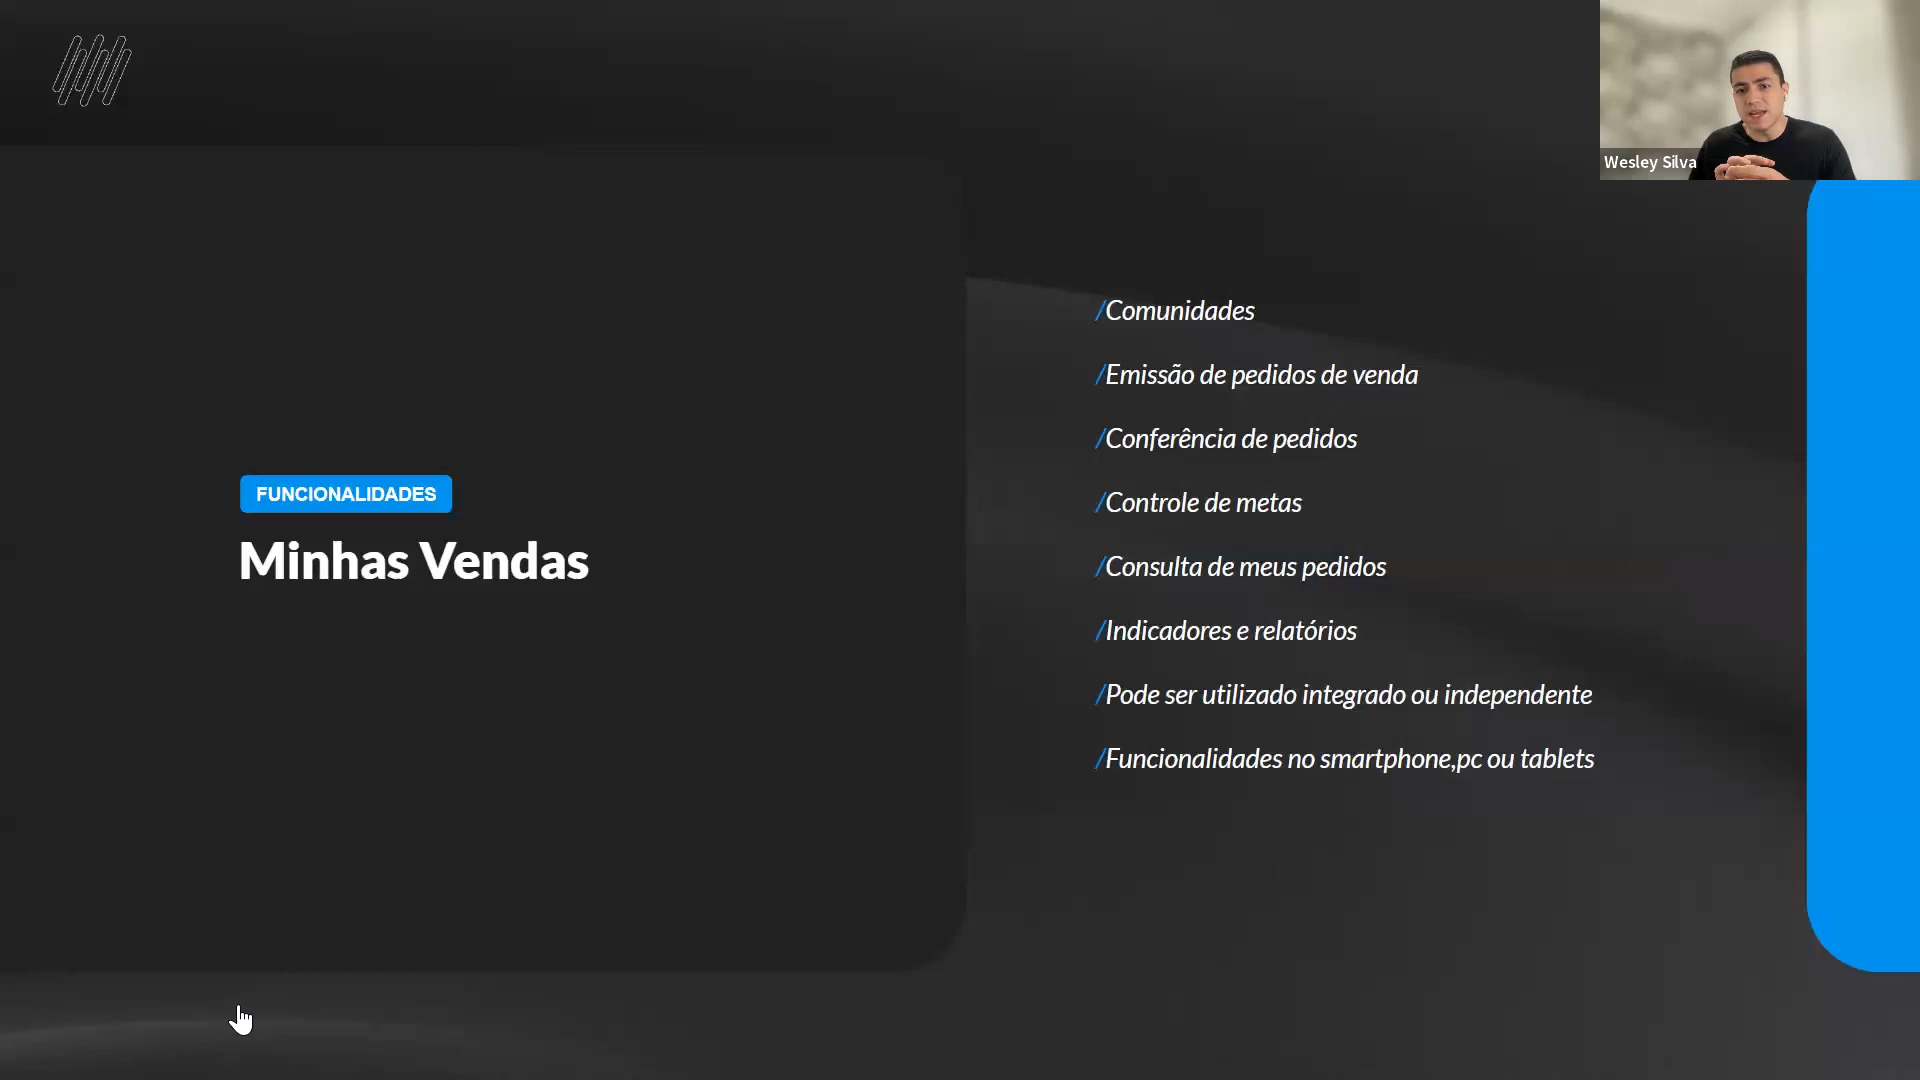 Wesley Silva
FUNCIONALIDADES
Minhas Vendas
/Comunidades
/Emissão de pedidos de venda
/Conferência de pedidos
/Controle de metas
/Consulta de meus pedidos
/Indicadores e relatórios
/Pode ser utilizado integrado ou independente
/Funcionalidades no smartphone,pc ou tablets